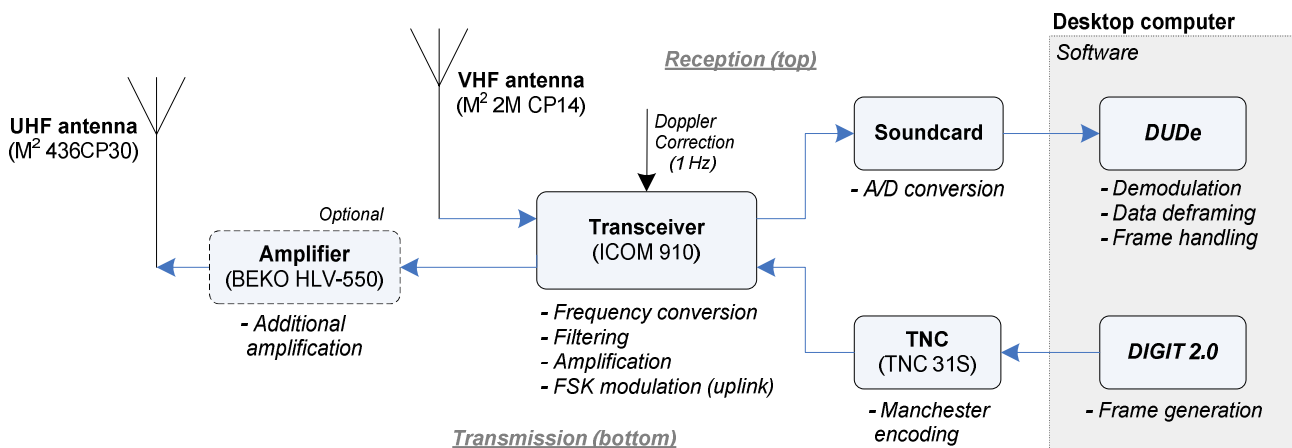 Desktop computer
Software
Reception (top)
VHF antenna
(M² 2M CP14)
UHF antenna
(M² 436CP30)
Doppler
Correction
(1 Hz)
Soundcard
- A/D conversion
DUDe
- Demodulation
- Data deframing
- Frame handling
Optional
Amplifier
(BEKO HLV-550)
- Additional
amplification
Transceiver
(ICOM 910)
- Frequency conversion
- Filtering
- Amplification
- FSK modulation (uplink)
TNC
(TNC 31S)
- Manchester
encoding
DIGIT 2.0
- Frame generation
Transmission (bottom)